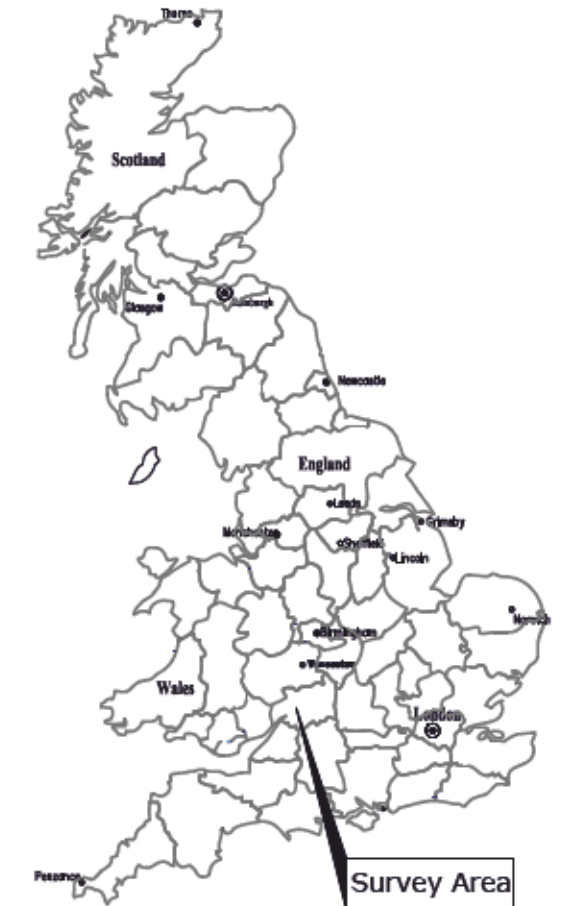 Thurso
Scotland
Edinburgh
Glasgow
Newcastle
England
Leeds
Grimsby
Manchester
Sheffield
Lincoln
Norwich
Birmingham
Worcester
Wales
London
Penzance
Survey Area